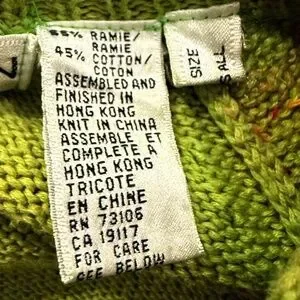 55% RAMIE/
RAMIE
45% COTTON/
COTON
ASSEMBLED AND
FINISHED IN
HONG KONG
KNIT IN CHINA
ASSEMBLE ET
COMPLETE A
HONG KONG
TRICOTE
EN CHINE
RN 73106
CA 19117
FOR CARE
SEE BELOW
SIZE